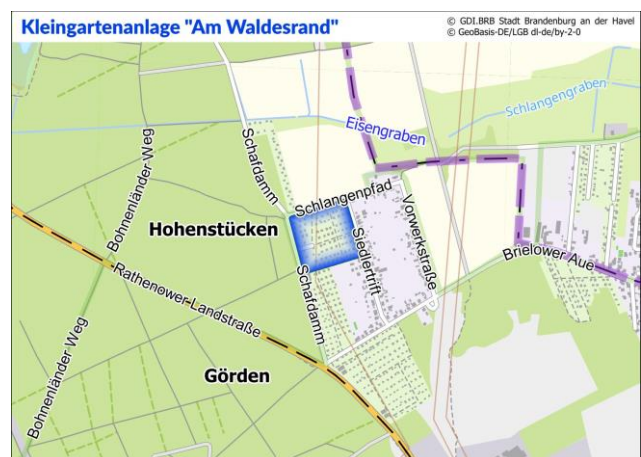 Kleingartenanlage "Am Waldesrand"
© GDI.BRB Stadt Brandenburg an der Havel
© GeoBasis-DE/LGB dl-de/by-2-0
Schlangengraben
Eisengraben
Bohnenländer Weg
Schafdamm
Schlangenpfad
Hohenstücken
Siedlertrift
Vorwerkstraße
Brielower Aue
Rathenower-Landstraße
Schafdamm
Görden
Bohnenländer Weg